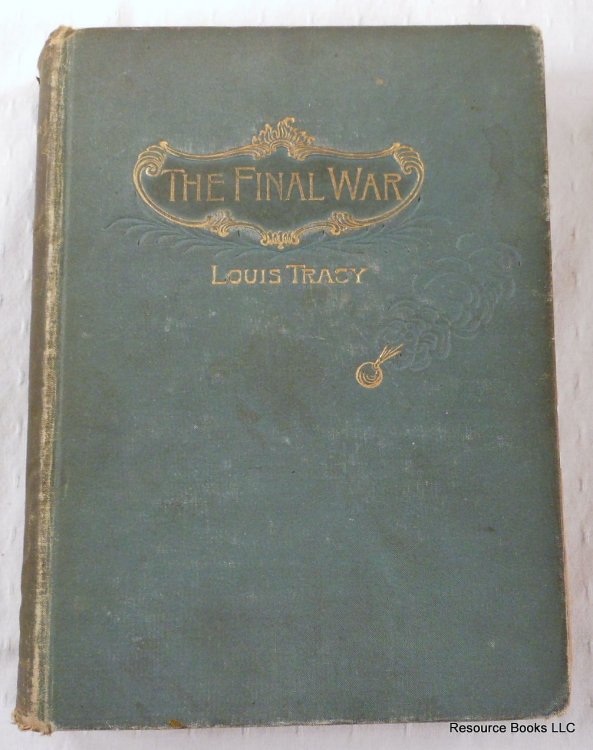 THE FINAL WAR
LOUIS TRACY
Resource Books LLC